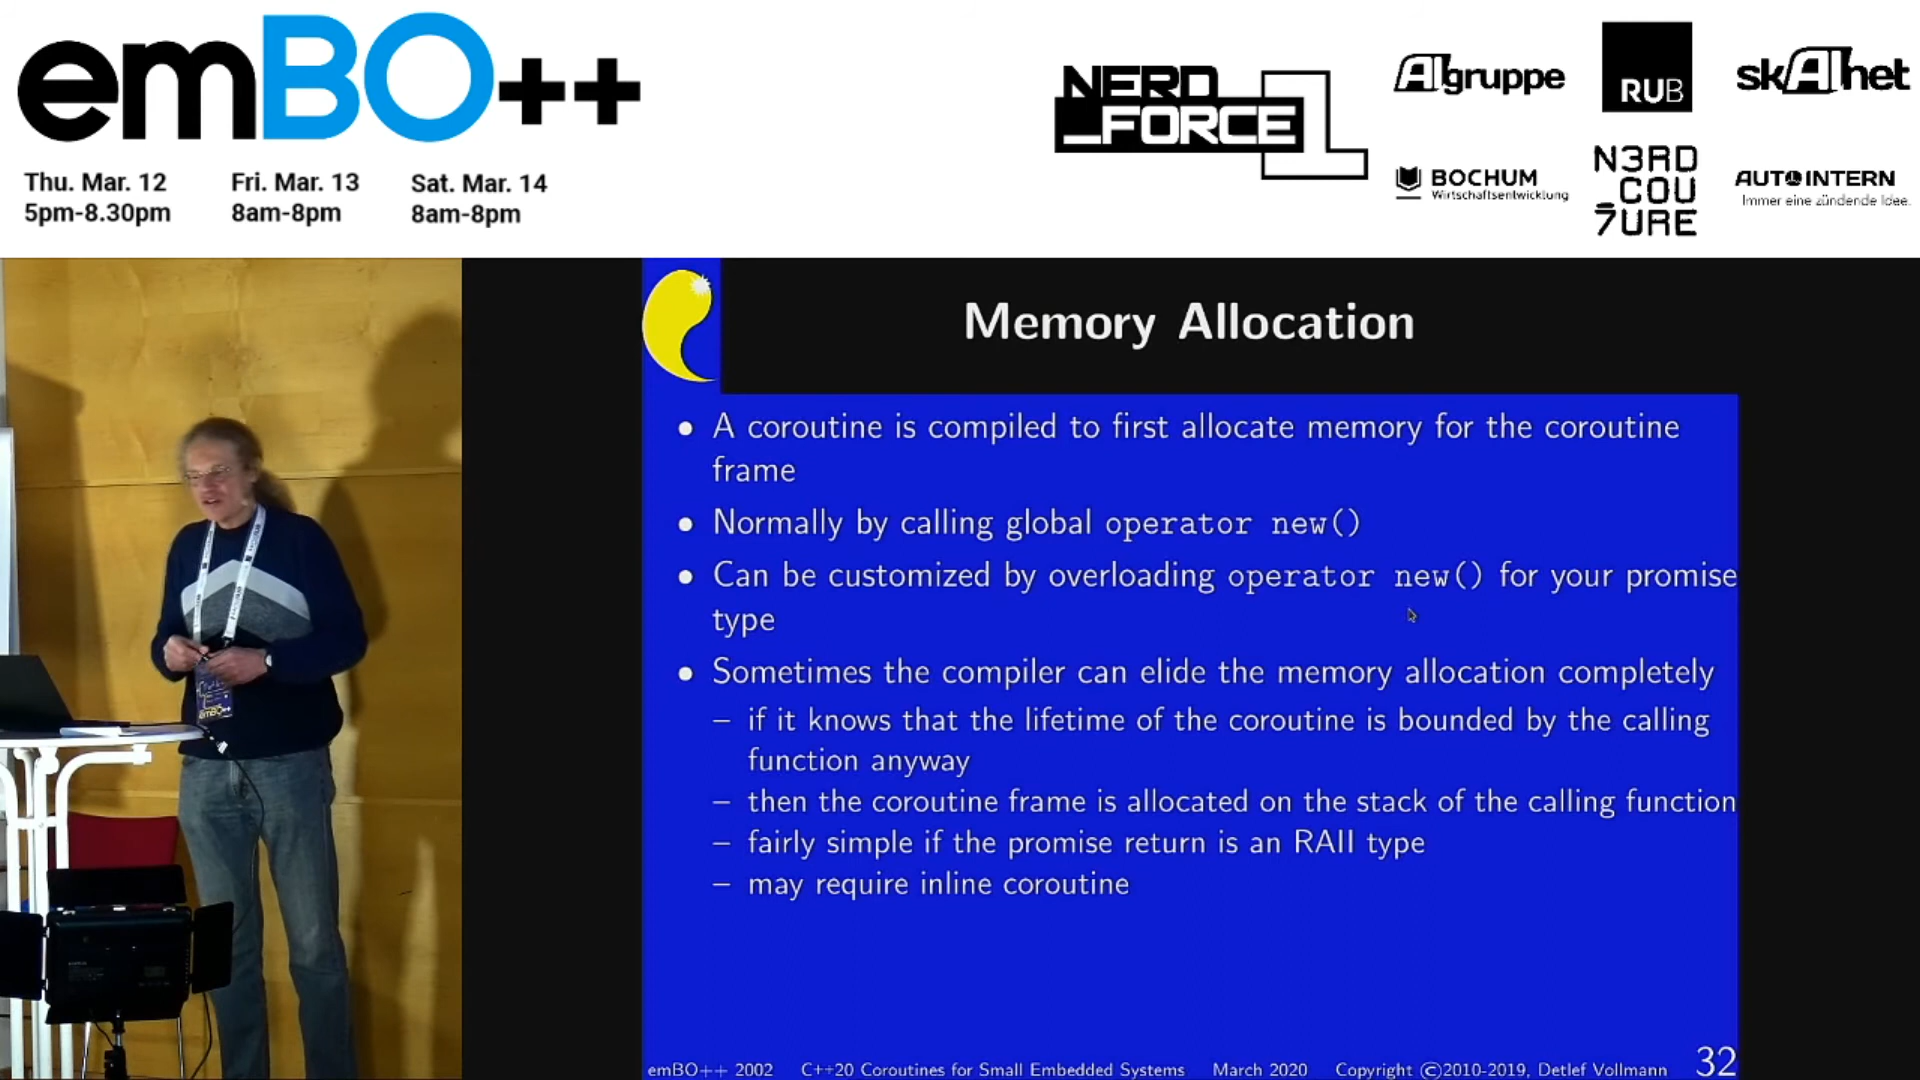 emBO++
Thu. Mar. 12
5pm-8.30pm
Fri. Mar. 13
8am-8pm
Sat. Mar. 14
8am-8pm
NERD
_FORCE
1
AIgruppe
RUB
skAInet
BOCHUM
Wirtschaftsentwicklung
N3RD
_COU
7URE
AUTOINTERN
Immer eine zündende Idee.
Memory Allocation
• A coroutine is compiled to first allocate memory for the coroutine
frame
• Normally by calling global operator new()
• Can be customized by overloading operator new() for your promise
type
• Sometimes the compiler can elide the memory allocation completely
– if it knows that the lifetime of the coroutine is bounded by the calling
function anyway
– then the coroutine frame is allocated on the stack of the calling function
– fairly simple if the promise return is an RAII type
– may require inline coroutine
emBO++ 2002 C++20 Coroutines for Small Embedded Systems March 2020 Copyright ©2010-2019, Detlef Vollmann 32
emBO++